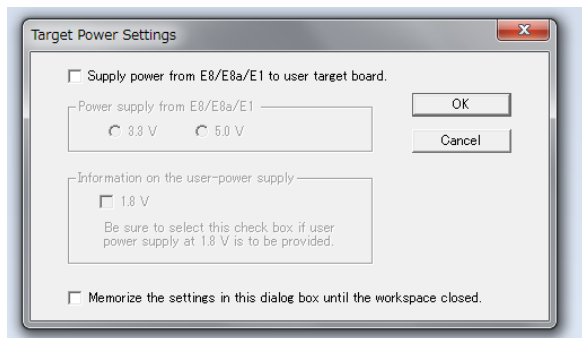 Target Power Settings
Supply power from E8/E8a/E1 to user target board.
Power supply from E8/E8a/E1
3.3 V 5.0 V
OK
Cancel
Information on the user-power supply
1.8 V
Be sure to select this check box if user
power supply at 1.8 V is to be provided.
Memorize the settings in this dialog box until the workspace closed.